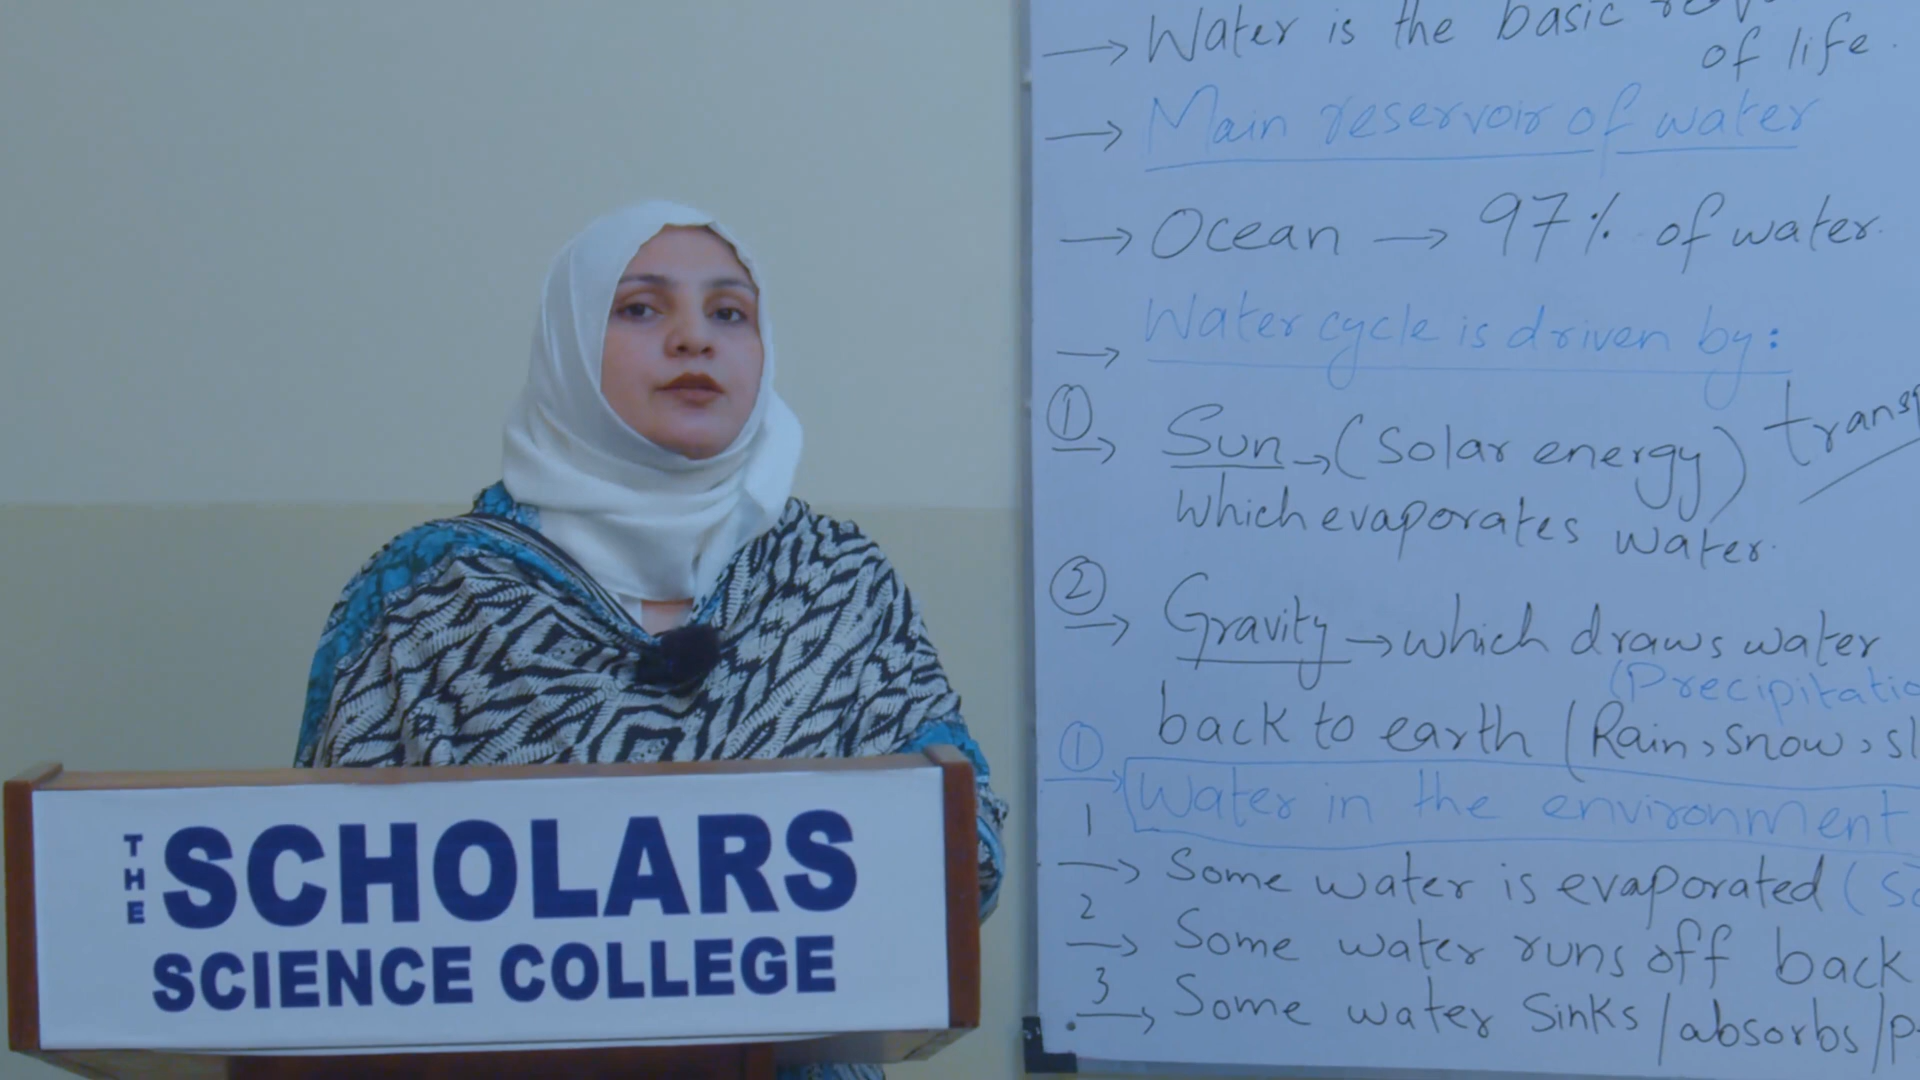 → Water is the basic
of life.
→ Main reservoir of water
→ Ocean → 97% of water.
→ Water cycle is driven by:
① → Sun → (Solar energy)
which evaporates water.
② → Gravity → which draws water
back to earth (Rain, Snow,
① → Water in the environment
1 → Some water is evaporated (
2 → Some water runs off back
3 → Some water Sinks/absorbs/
THE SCHOLARS
SCIENCE COLLEGE